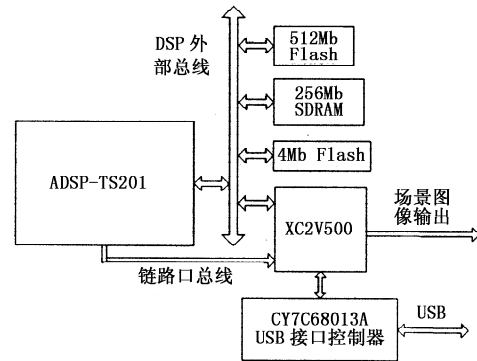 DSP 外
部总线
512Mb
Flash
256Mb
SDRAM
4Mb Flash
ADSP-TS201
XC2V500
场景图
像输出
链路口总线
CY7C68013A
USB 接口控制器
USB